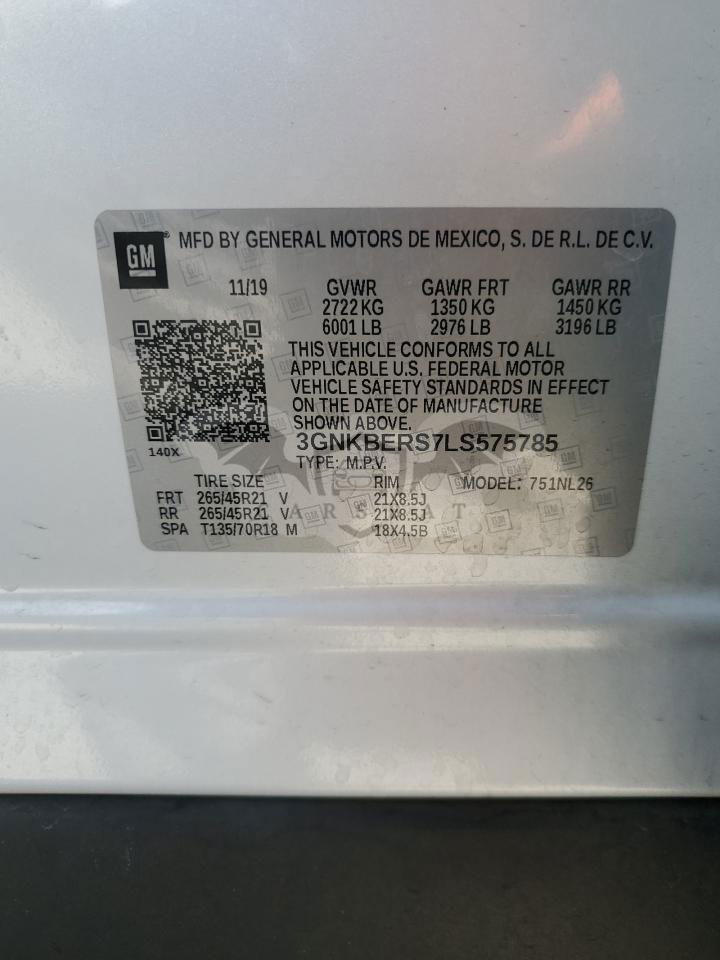 GM
MFD BY GENERAL MOTORS DE MEXICO, S. DE R.L. DE C.V.
11/19 GVWR GAWR FRT GAWR RR
2722 KG 1350 KG 1450 KG
6001 LB 2976 LB 3196 LB
THIS VEHICLE CONFORMS TO ALL
APPLICABLE U.S. FEDERAL MOTOR
VEHICLE SAFETY STANDARDS IN EFFECT
ON THE DATE OF MANUFACTURE
SHOWN ABOVE.
3GNKBERS7LS575785
140X
TYPE: M.P.V.
TIRE SIZE RIM MODEL: 751NL26
FRT 265/45R21 V 21X8.5J
RR 265/45R21 V 21X8.5J
SPA T135/70R18 M 18X4.5B